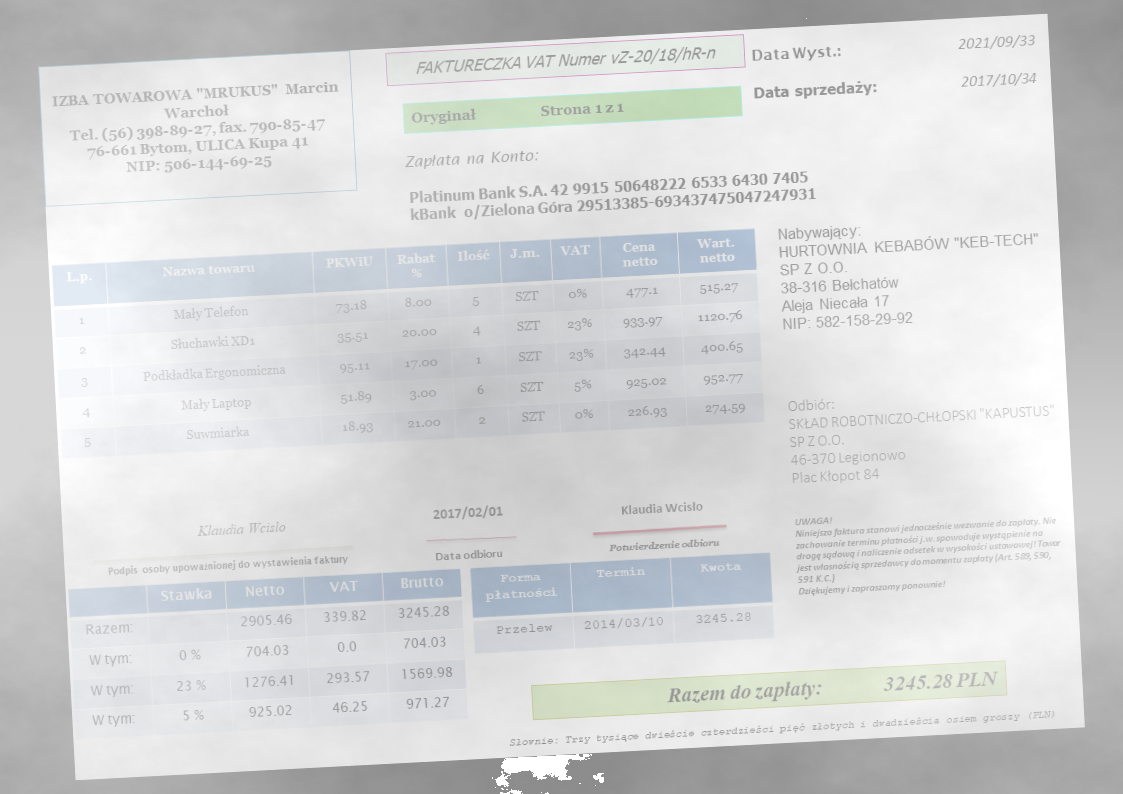 IZBA TOWAROWA "MRUKUS" Marcin
Warchoł
Tel. (56) 398-89-27, fax. 790-85-47
76-661 Bytom, ULICA Kupa 41
NIP: 506-144-69-25
FAKTURECZKA VAT Numer vZ-20/18/hR-n
Oryginał Strona 1 z 1
Data Wyst.: 2021/09/33
Data sprzedaży: 2017/10/34
Zapłata na Konto:
Platinum Bank S.A. 42 9915 50648222 6533 6430 7405
kBank o/Zielona Góra 29513385-693437475047247931
Nabywający:
HURTOWNIA KEBABÓW "KEB-TECH"
SP Z O.O.
38-316 Bełchatów
Aleja Niecała 17
NIP: 582-158-29-92
Odbiór:
SKŁAD ROBOTNICZO-CHŁOPSKI "KAPUSTUS"
SP Z O.O.
46-370 Legionowo
Plac Kłopot 84
L.p. Nazwa towaru PKWiU Rabat % Ilość J.m. VAT Cena netto Wart. netto
1 Mały Telefon 73.18 8.00 5 SZT 0% 477.1 515.27
2 Słuchawki XD1 35.51 20.00 4 SZT 23% 933.97 1120.76
3 Podkładka Ergonomiczna 95.11 17.00 1 SZT 23% 342.44 400.65
4 Mały Laptop 51.89 3.00 6 SZT 5% 925.02 952.77
5 Suwmiarka 18.93 21.00 2 SZT 0% 226.93 274.59
Klaudia Wcisło
Podpis osoby upoważnionej do wystawienia faktury
2017/02/01
Data odbioru
Klaudia Wcisło
Potwierdzenie odbioru
UWAGA!
Niniejsza faktura stanowi jednocześnie wezwanie do zapłaty. Nie
zachowanie terminu płatności j.w. spowoduje wystąpienie na
drogę sądową i naliczenie odsetek w wysokości ustawowej! Towar
jest własnością sprzedawcy do momentu zapłaty (Art. 589, 590,
591 K.C.)
Dziękujemy i zapraszamy ponownie!
Stawka Netto VAT Brutto
Razem: 2905.46 339.82 3245.28
W tym: 0 % 704.03 0.0 704.03
W tym: 23 % 1276.41 293.57 1569.98
W tym: 5 % 925.02 46.25 971.27
Forma płatności Termin Kwota
Przelew 2014/03/10 3245.28
Razem do zapłaty: 3245.28 PLN
Słownie: Trzy tysiące dwieście czterdzieści pięć złotych i dwadzieścia osiem groszy (PLN)